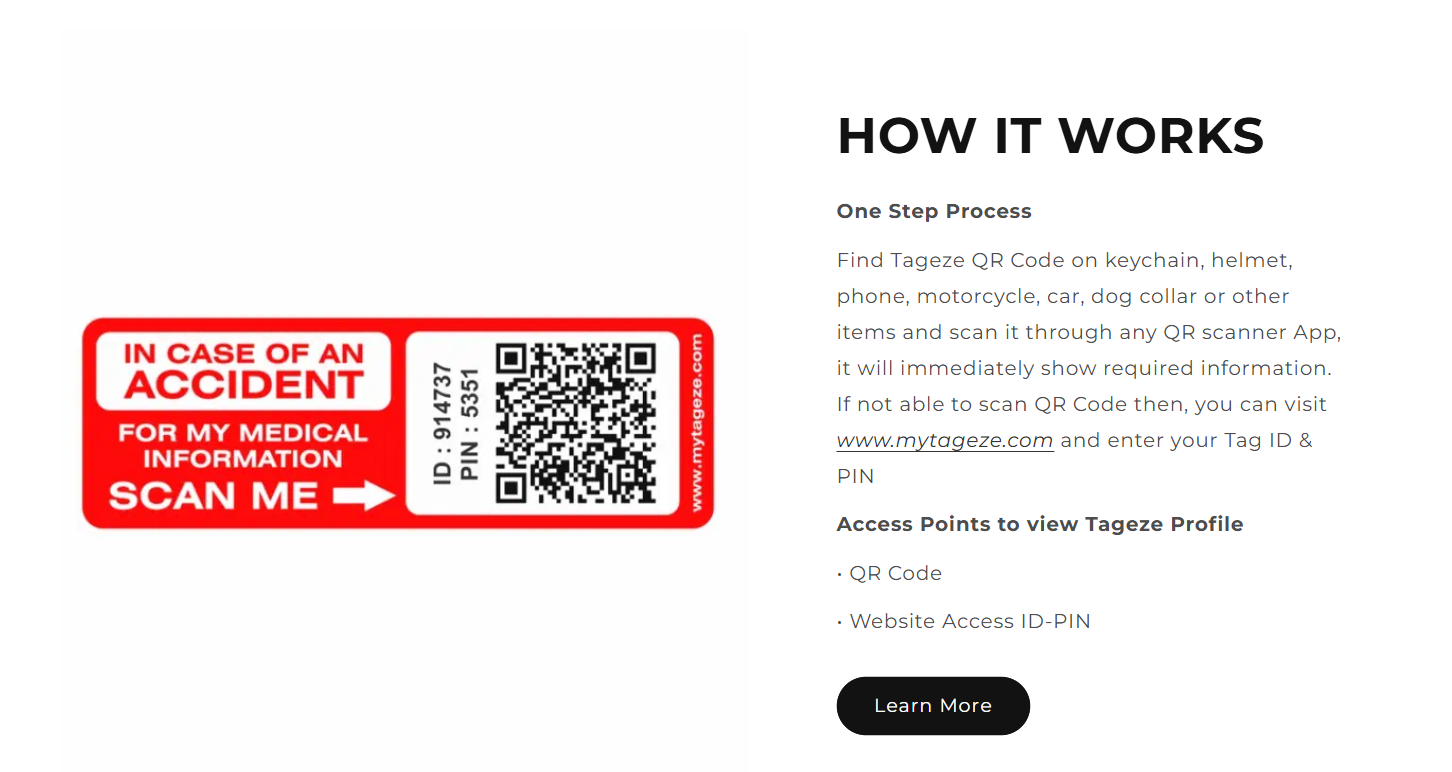 IN CASE OF AN
ACCIDENT
FOR MY MEDICAL
INFORMATION
SCAN ME
ID : 914737
PIN : 5351
www.mytageze.com
HOW IT WORKS
One Step Process
Find Tageze QR Code on keychain, helmet,
phone, motorcycle, car, dog collar or other
items and scan it through any QR scanner App,
it will immediately show required information.
If not able to scan QR Code then, you can visit
www.mytageze.com and enter your Tag ID &
PIN
Access Points to view Tageze Profile
• QR Code
• Website Access ID-PIN
Learn More